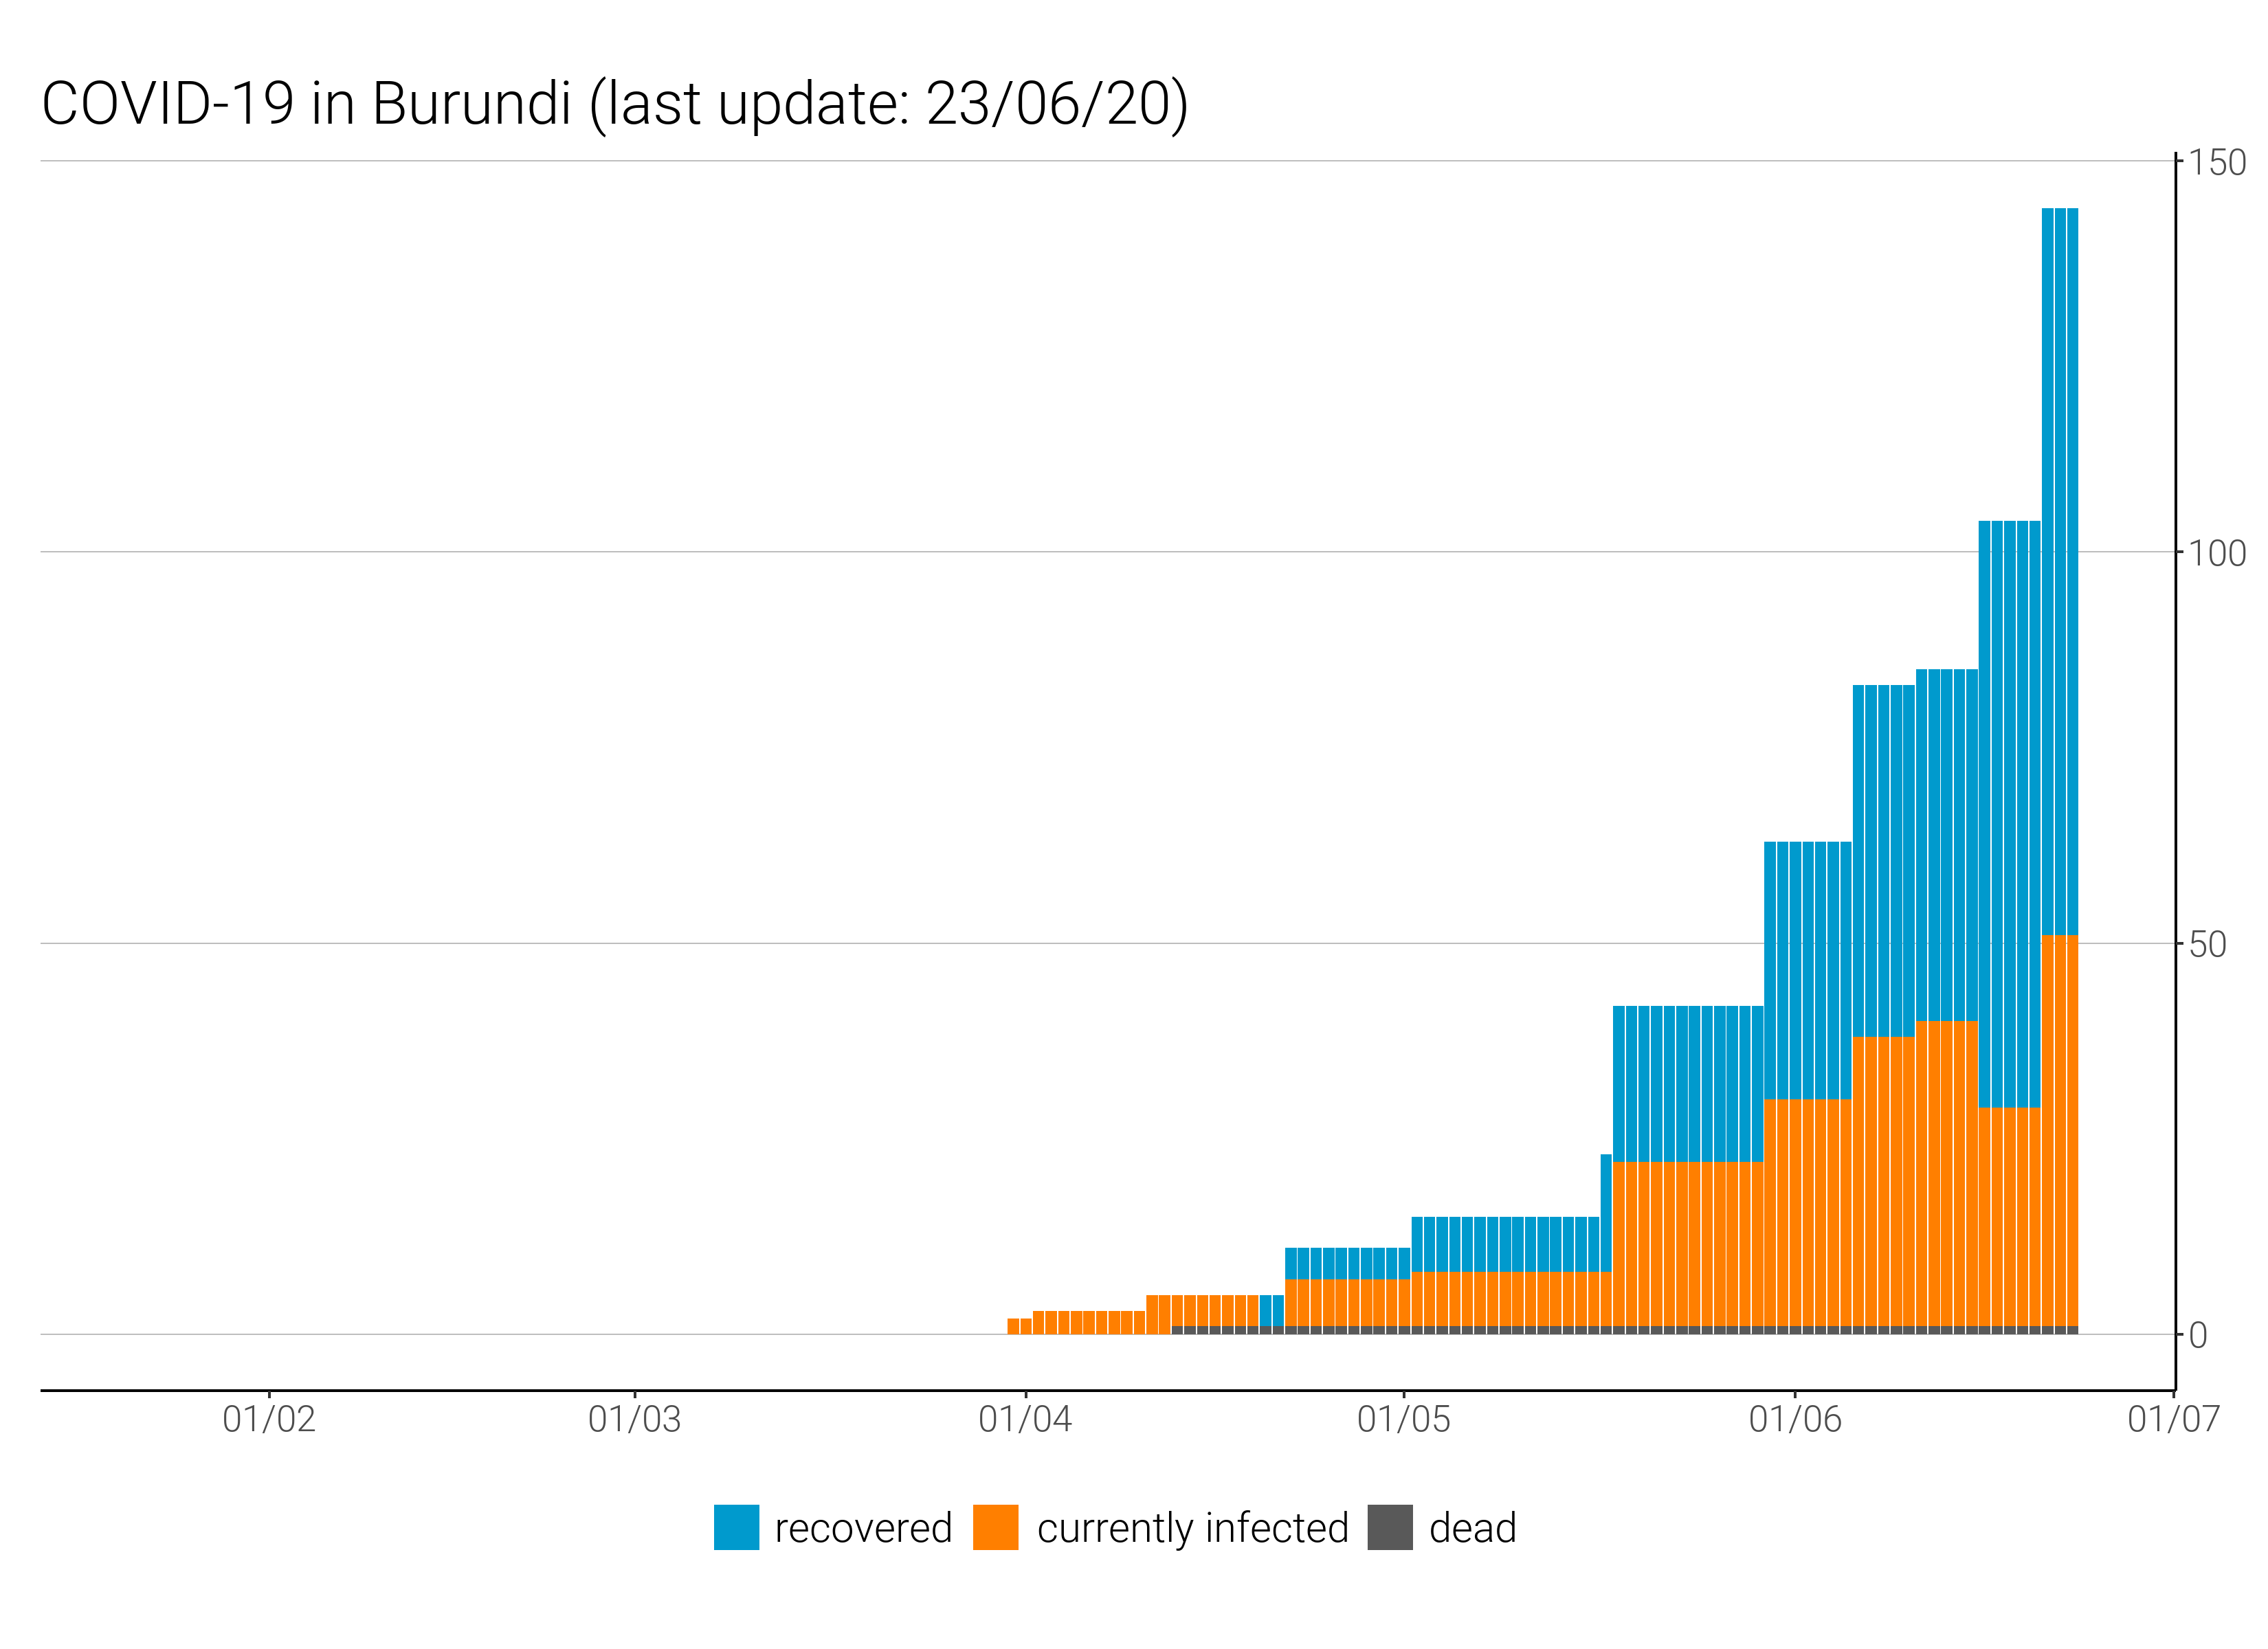 COVID-19 in Burundi (last update: 23/06/20)
150
100
50
0
01/02 01/03 01/04 01/05 01/06 01/07
recovered currently infected dead